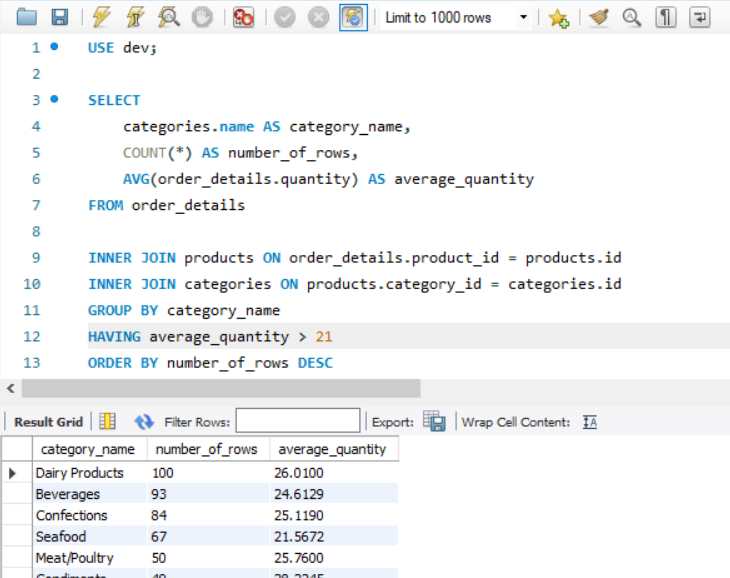 Limit to 1000 rows
1 USE dev;
2
3 SELECT
4 categories.name AS category_name,
5 COUNT(*) AS number_of_rows,
6 AVG(order_details.quantity) AS average_quantity
7 FROM order_details
8
9 INNER JOIN products ON order_details.product_id = products.id
10 INNER JOIN categories ON products.category_id = categories.id
11 GROUP BY category_name
12 HAVING average_quantity > 21
13 ORDER BY number_of_rows DESC
Result Grid Filter Rows: Export: Wrap Cell Content:
category_name number_of_rows average_quantity
Dairy Products 100 26.0100
Beverages 93 24.6129
Confections 84 25.1190
Seafood 67 21.5672
Meat/Poultry 50 25.7600